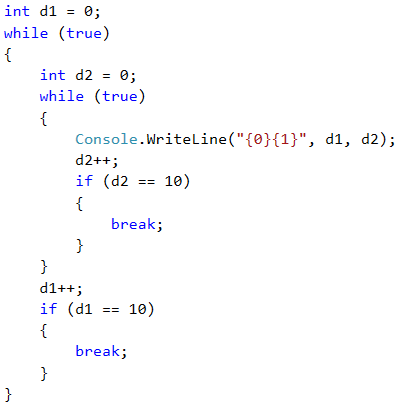 int d1 = 0;
while (true)
{
    int d2 = 0;
    while (true)
    {
        Console.WriteLine("{0}{1}", d1, d2);
        d2++;
        if (d2 == 10)
        {
            break;
        }
    }
    d1++;
    if (d1 == 10)
    {
        break;
    }
}